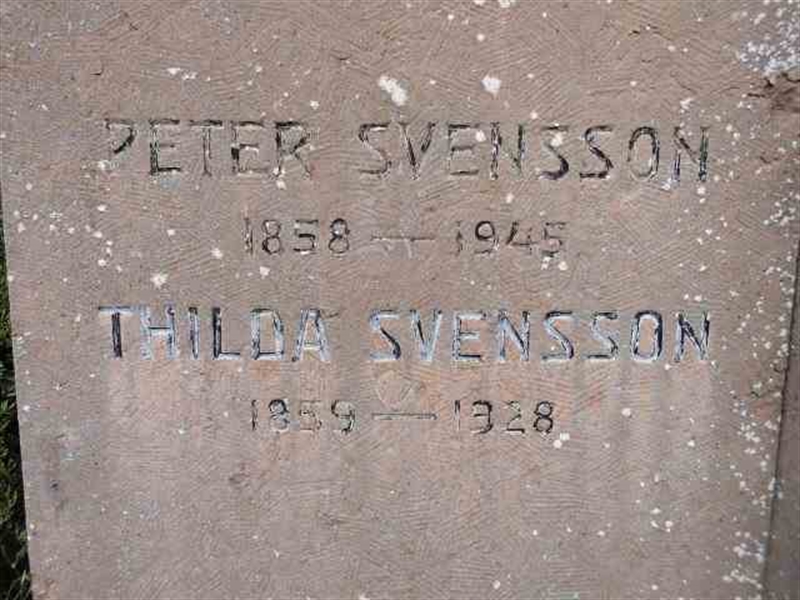 PETER SVENSSON
1858 — 1945
THILDA SVENSSON
1859 — 1928